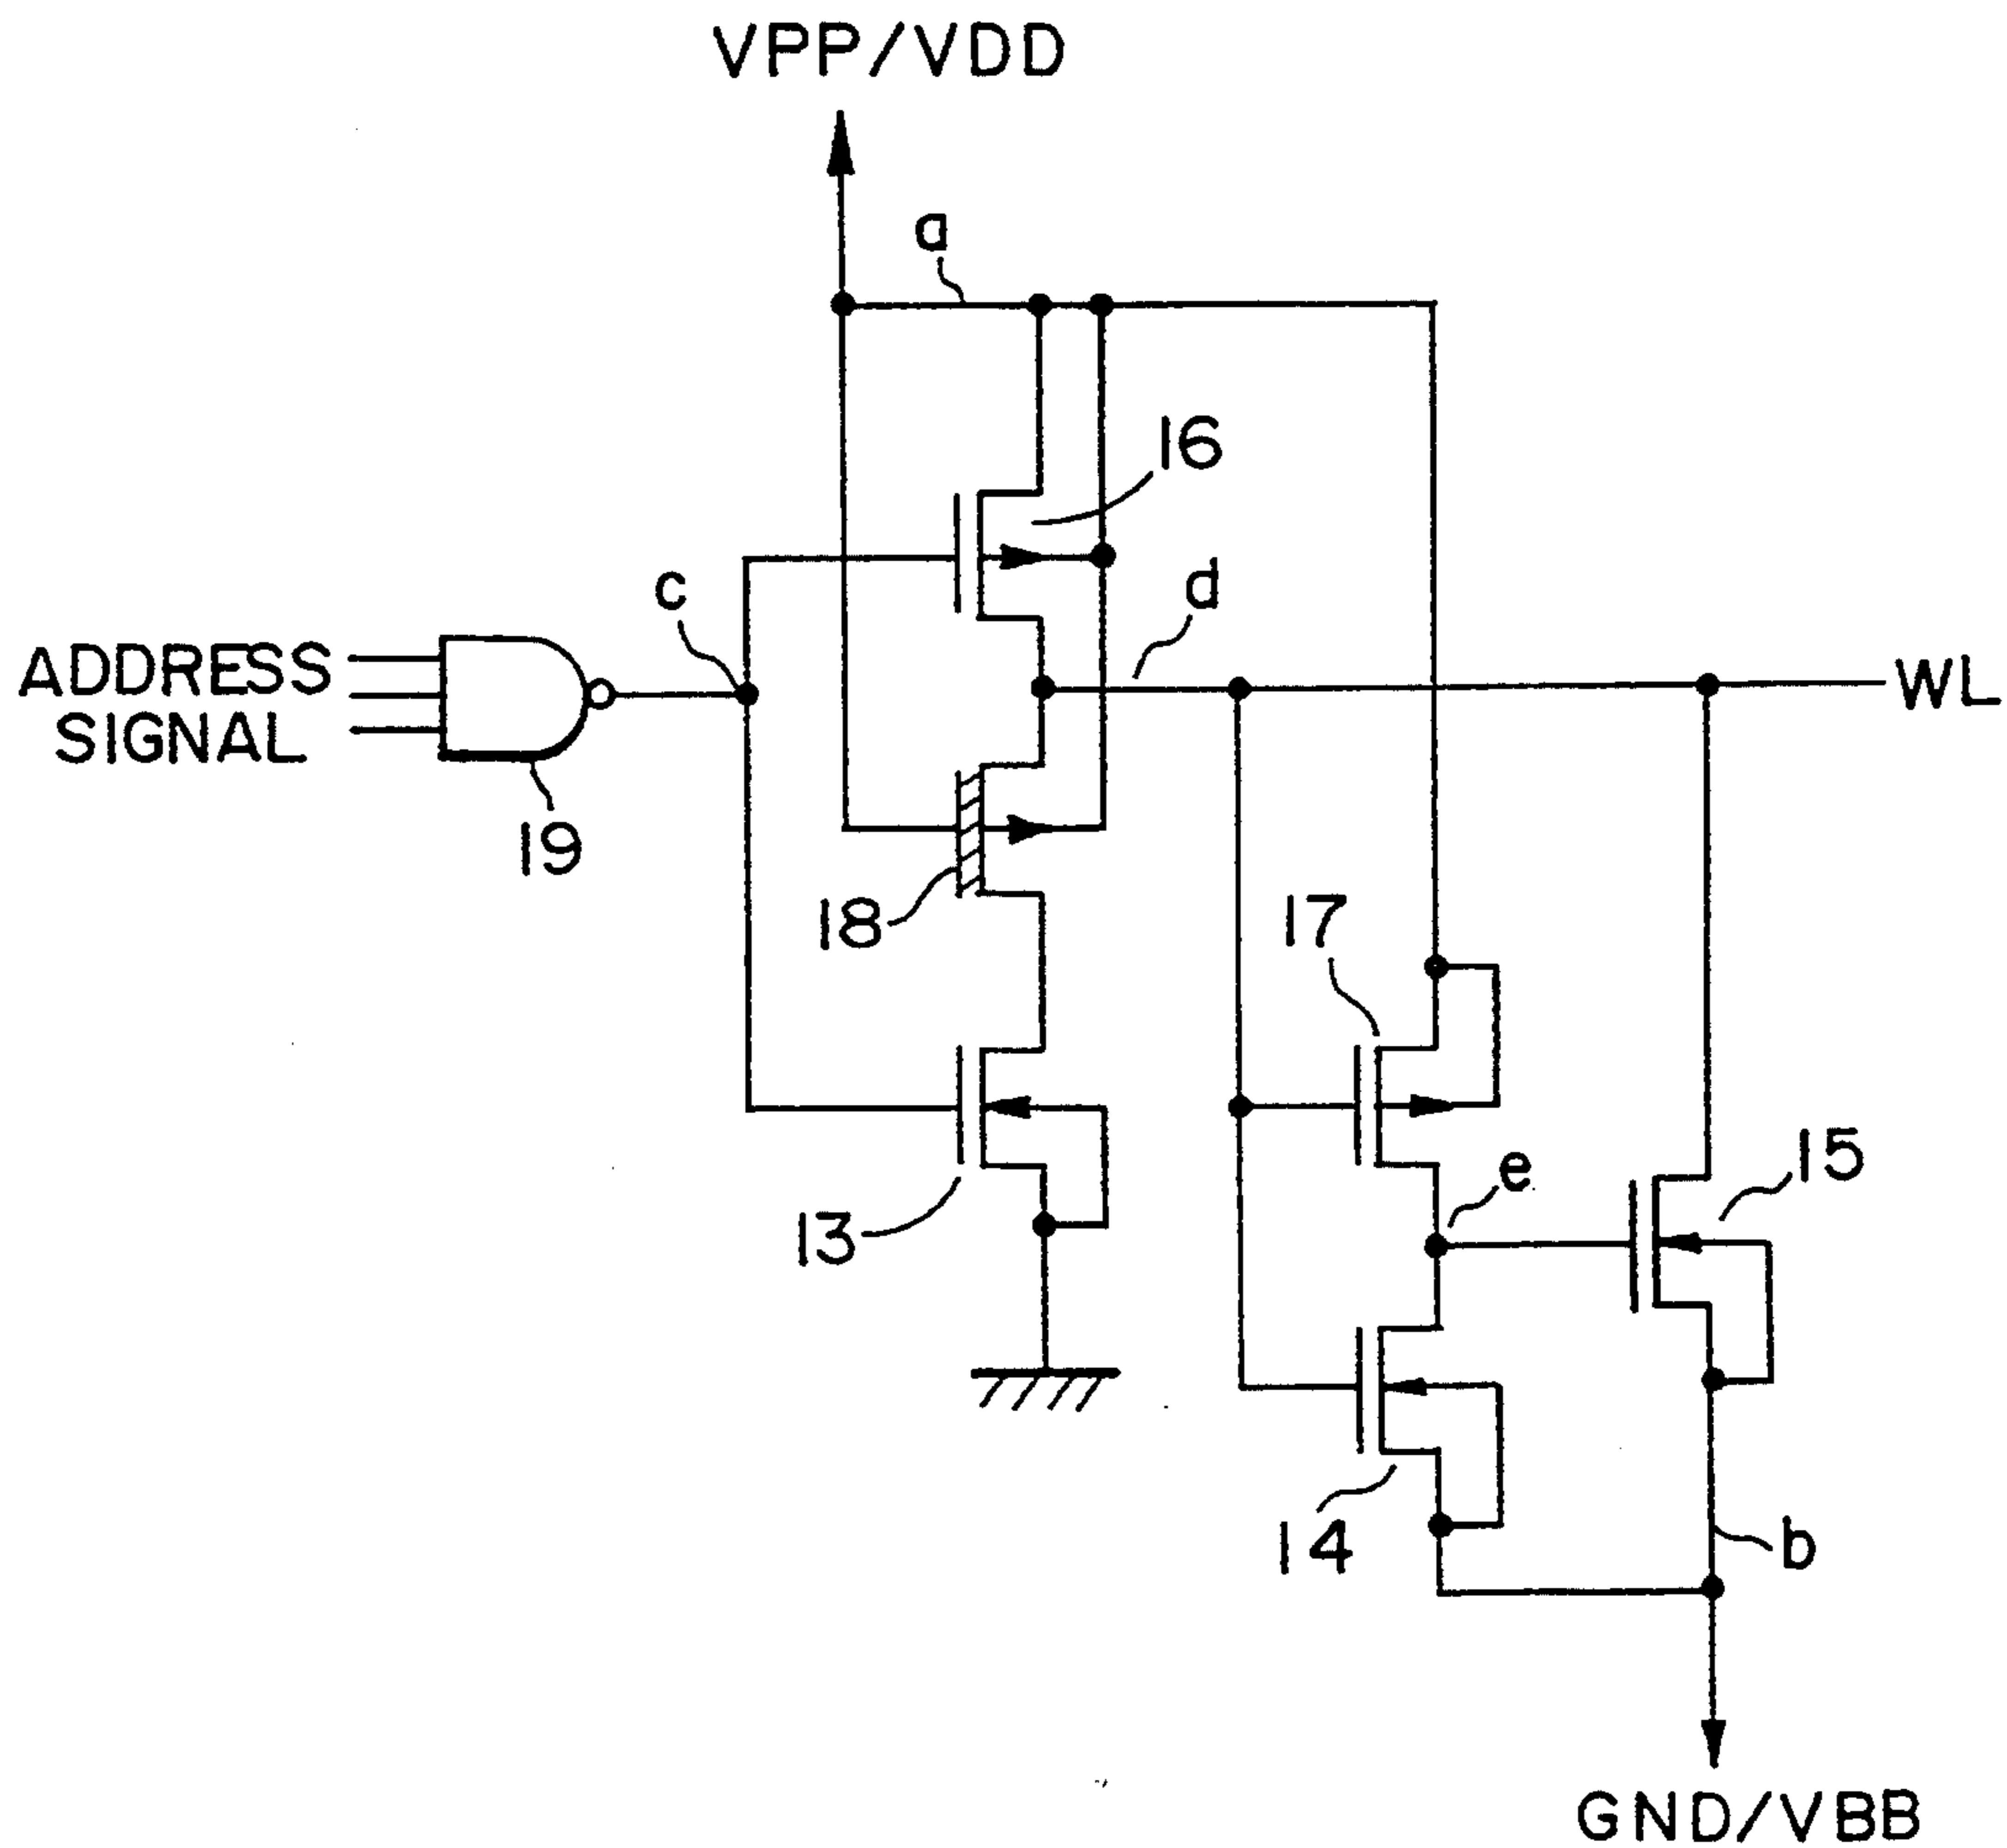 VPP/VDD
a
16
c
d
ADDRESS
SIGNAL
WL
19
18
17
e
15
13
14
b
GND/VBB